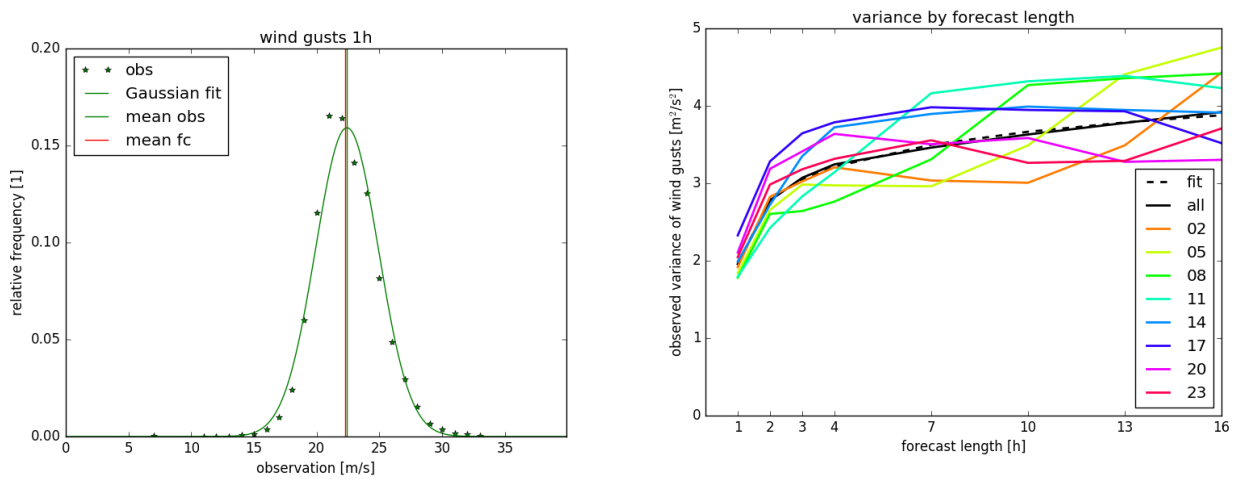 wind gusts 1h
0.20
0.15
0.10
0.05
0.00
relative frequency [1]
obs
Gaussian fit
mean obs
mean fc
0 5 10 15 20 25 30 35
observation [m/s]
variance by forecast length
5
4
3
2
1
0
observed variance of wind gusts [m²/s²]
fit
all
02
05
08
11
14
17
20
23
1 2 3 4 7 10 13 16
forecast length [h]